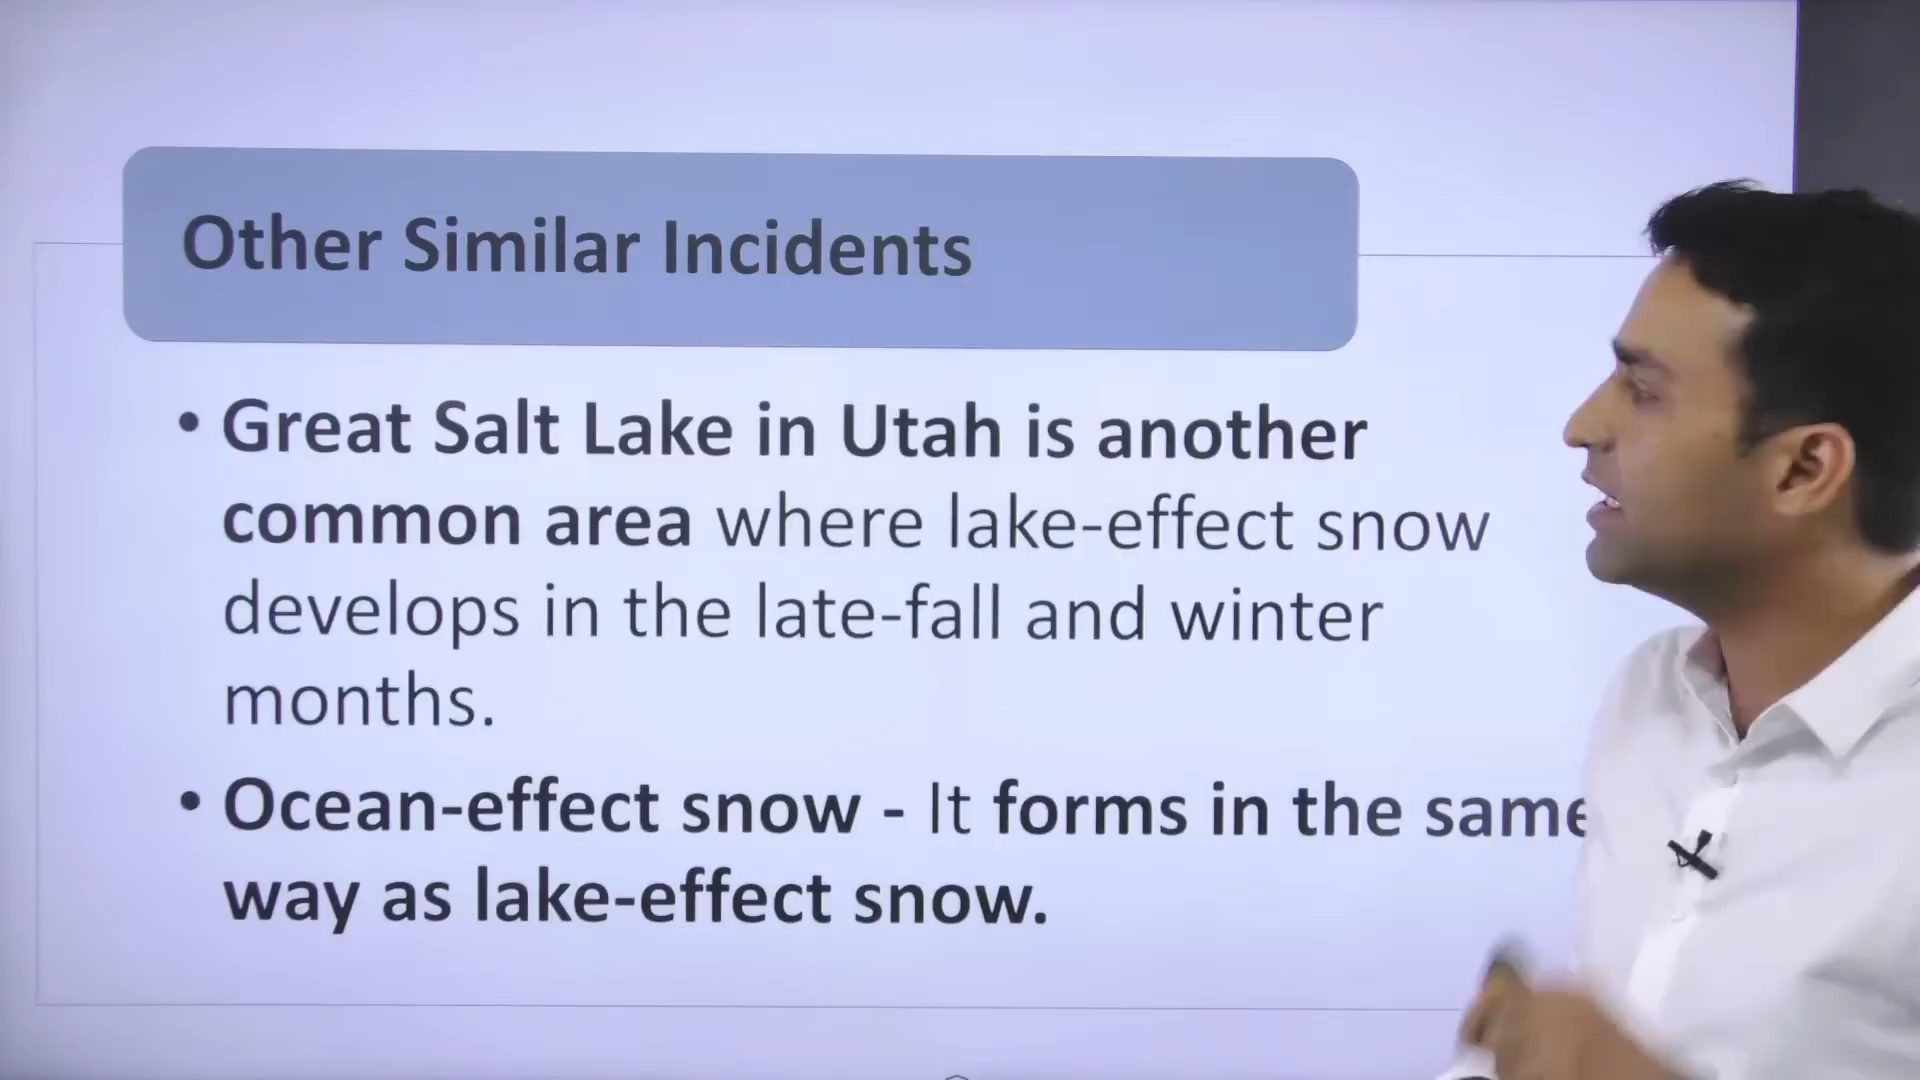 Other Similar Incidents
• Great Salt Lake in Utah is another
common area where lake-effect snow
develops in the late-fall and winter
months.
• Ocean-effect snow - It forms in the same
way as lake-effect snow.